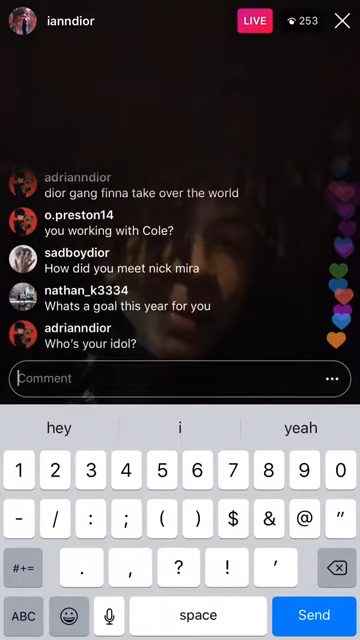 ianndior
LIVE
253
adrianndior
dior gang finna take over the world
o.preston14
you working with Cole?
sadboydior
How did you meet nick mira
nathan_k3334
Whats a goal this year for you
adrianndior
Who's your idol?
Comment
hey i yeah
1 2 3 4 5 6 7 8 9 0
- / : ; ( ) $ & @ "
#+= . , ? ! '
ABC space Send